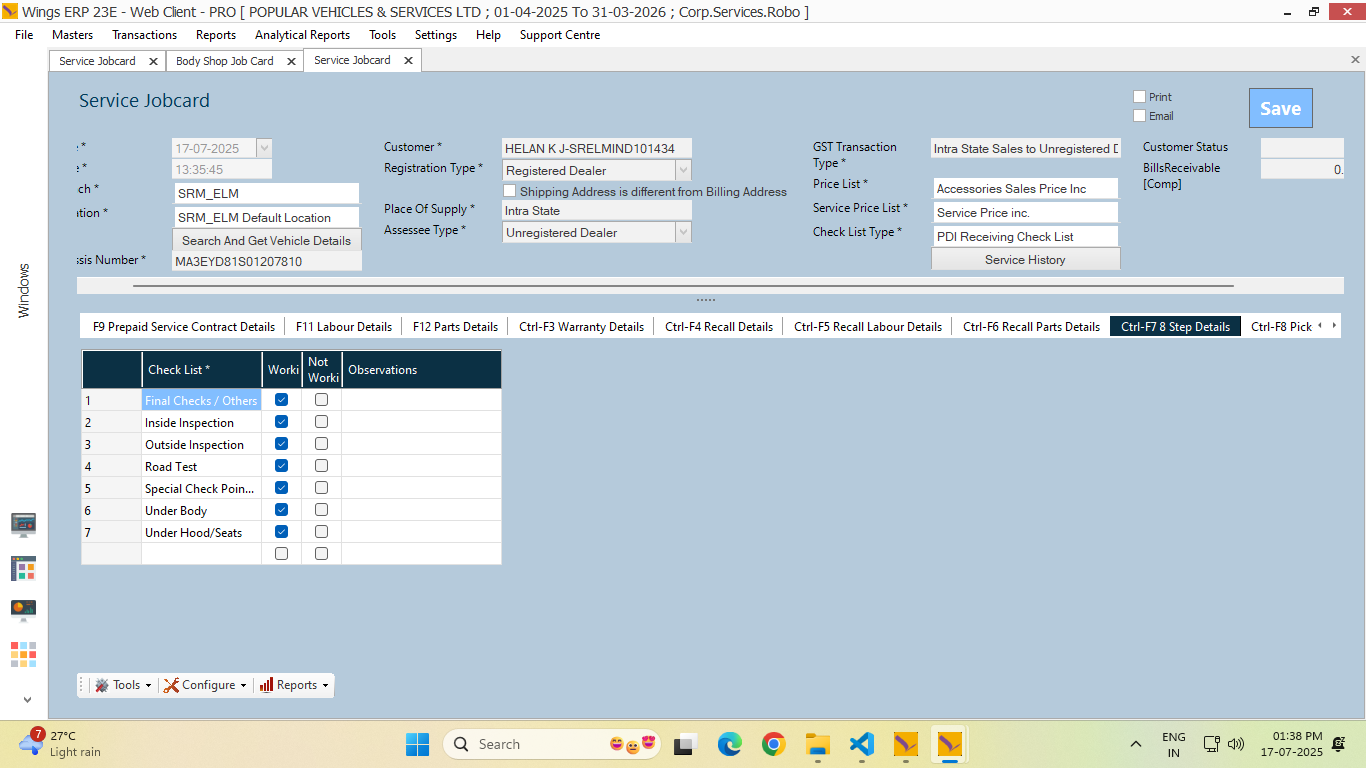 Wings ERP 23E - Web Client - PRO [ POPULAR VEHICLES & SERVICES LTD ; 01-04-2025 To 31-03-2026 ; Corp.Services.Robo ]
File Masters Transactions Reports Analytical Reports Tools Settings Help Support Centre
Service Jobcard Body Shop Job Card Service Jobcard
Service Jobcard
Print
Email
Save
e *
17-07-2025
e *
13:35:45
ch *
SRM_ELM
ation *
SRM_ELM Default Location
Search And Get Vehicle Details
ssis Number *
MA3EYD81S01207810
Customer *
HELAN K J-SRELMIND101434
Registration Type *
Registered Dealer
Shipping Address is different from Billing Address
Place Of Supply *
Intra State
Assessee Type *
Unregistered Dealer
GST Transaction
Type *
Intra State Sales to Unregistered D
Price List *
Accessories Sales Price Inc
Service Price List *
Service Price inc.
Check List Type *
PDI Receiving Check List
Service History
Customer Status
BillsReceivable
[Comp]
0.
Windows
F9 Prepaid Service Contract Details F11 Labour Details F12 Parts Details Ctrl-F3 Warranty Details Ctrl-F4 Recall Details Ctrl-F5 Recall Labour Details Ctrl-F6 Recall Parts Details Ctrl-F7 8 Step Details Ctrl-F8 Pick
Check List * Worki Not Worki Observations
1 Final Checks / Others
2 Inside Inspection
3 Outside Inspection
4 Road Test
5 Special Check Poin...
6 Under Body
7 Under Hood/Seats
Tools Configure Reports
7
27°C
Light rain
Search
ENG
IN
01:38 PM
17-07-2025